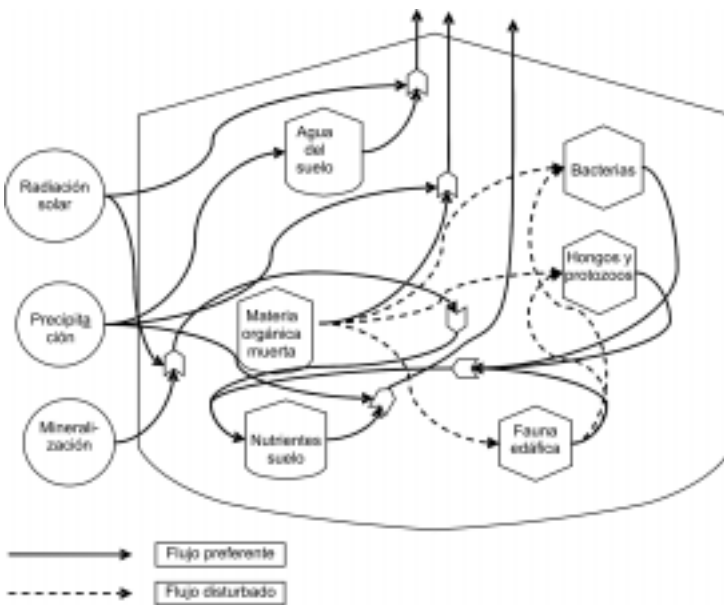 Agua
del
suelo
Bacterias
Radiación
solar
Hongos y
protozoos
Materia
orgánica
muerta
Precipita
ción
Minerali-
zación
Nutrientes
suelo
Fauna
edáfica
Flujo preferente
Flujo disturbado